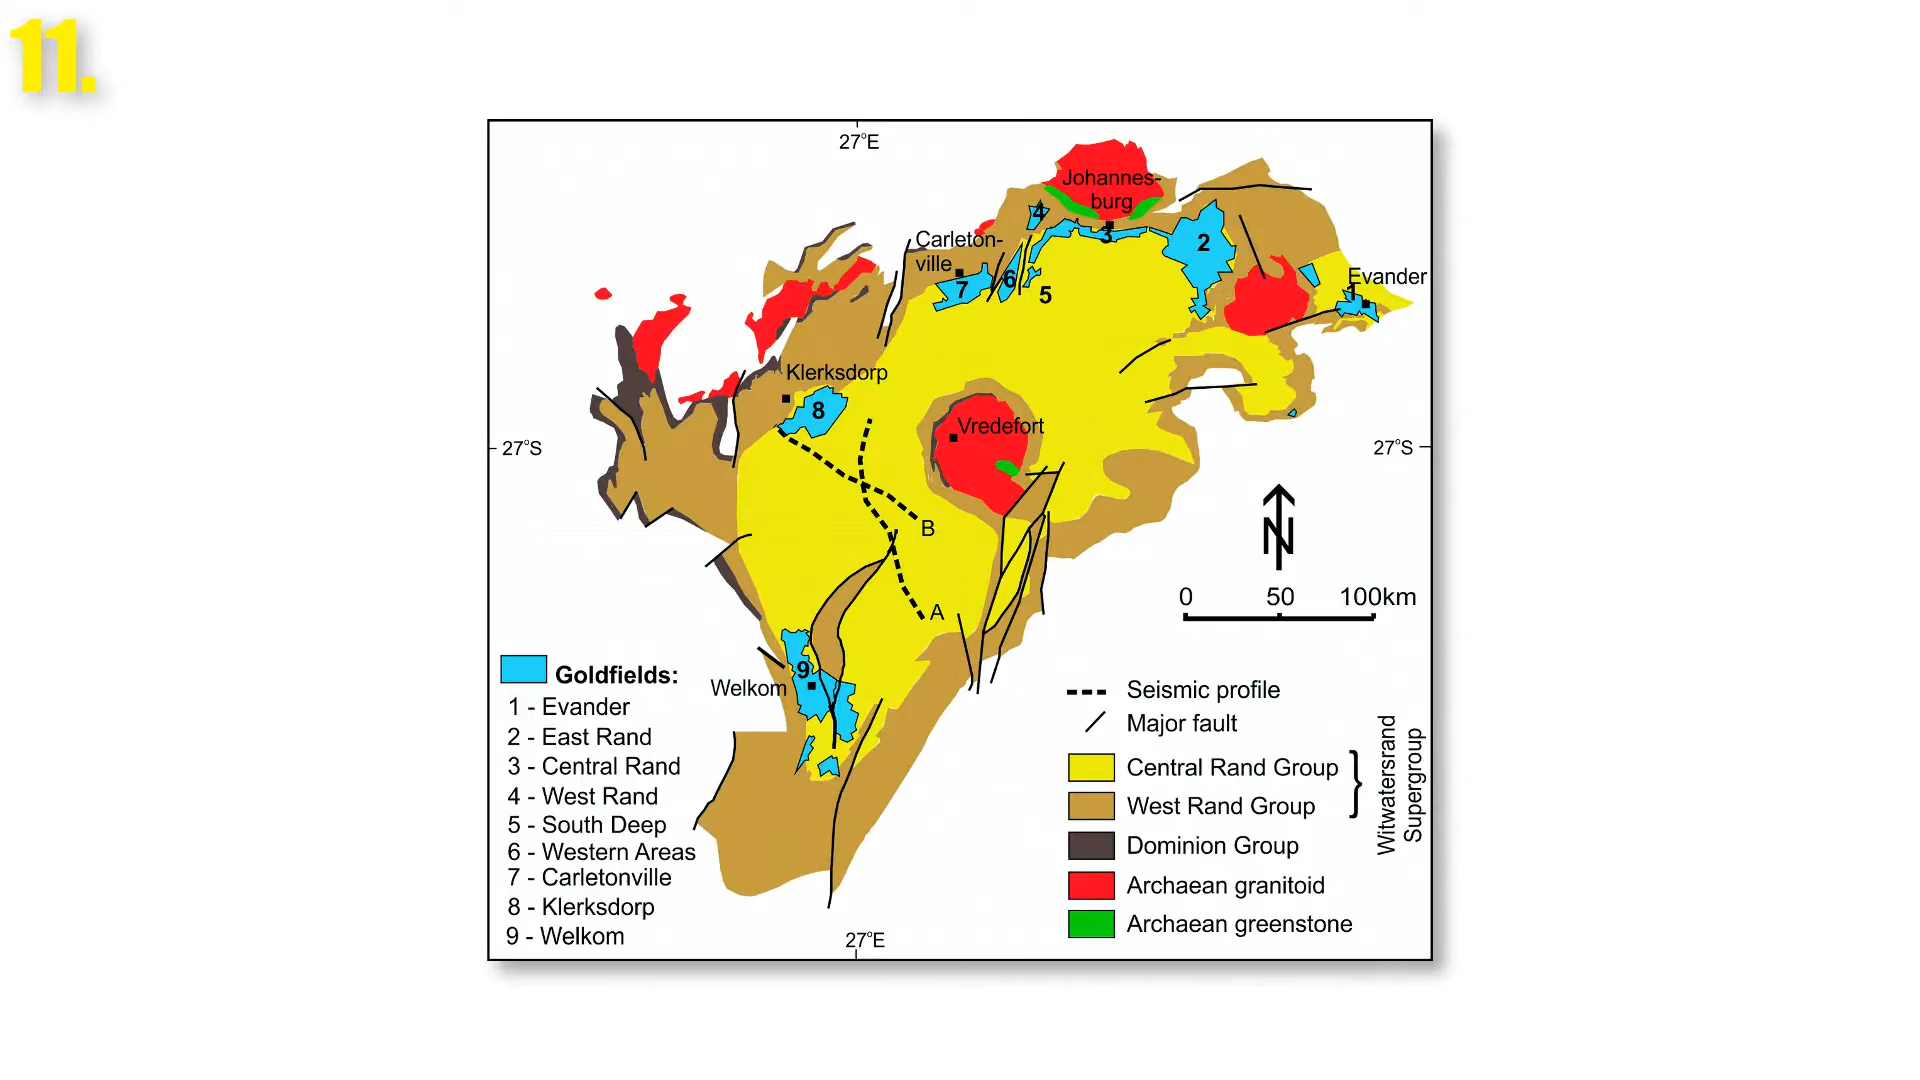 11.
27°E
Johannes-
burg
4
3
2
Carleton-
ville
Evander
1
7
6
5
Klerksdorp
8
Vredefort
27°S
27°S
B
N
A
0 50 100km
9
Welkom
Goldfields:
1 - Evander
2 - East Rand
3 - Central Rand
4 - West Rand
5 - South Deep
6 - Western Areas
7 - Carletonville
8 - Klerksdorp
9 - Welkom
Seismic profile
Major fault
Central Rand Group
West Rand Group
Dominion Group
Archaean granitoid
Archaean greenstone
Witwatersrand
Supergroup
27°E